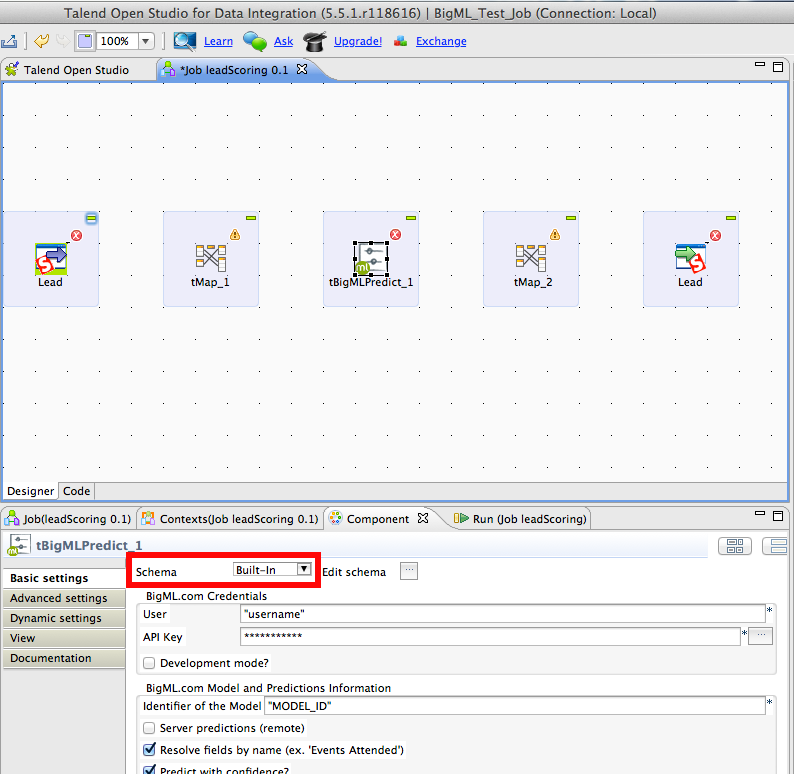 Talend Open Studio for Data Integration (5.5.1.r118616) | BigML_Test_Job (Connection: Local)
100% Learn Ask Upgrade! Exchange
Talend Open Studio *Job leadScoring 0.1
Lead tMap_1 tBigMLPredict_1 tMap_2 Lead
Designer Code
Job(leadScoring 0.1) Contexts(Job leadScoring 0.1) Component Run (Job leadScoring)
tBigMLPredict_1
Basic settings
Advanced settings
Dynamic settings
View
Documentation
Schema Built-In Edit schema ...
BigML.com Credentials
User "username" *
API Key *********** * ...
Development mode?
BigML.com Model and Predictions Information
Identifier of the Model "MODEL_ID" *
Server predictions (remote)
Resolve fields by name (ex. 'Events Attended')
Predict with confidence?